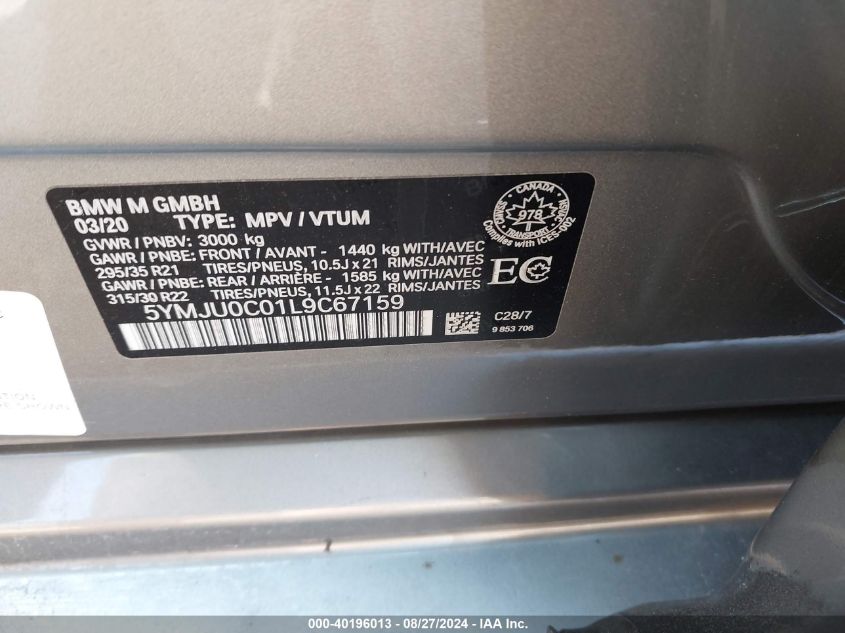 BMW M GMBH
03/20 TYPE: MPV / VTUM
GVWR / PNBV: 3000 kg
GAWR / PNBE: FRONT / AVANT - 1440 kg WITH/AVEC
295/35 R21 TIRES/PNEUS, 10.5J x 21 RIMS/JANTES
GAWR / PNBE: REAR / ARRIÈRE - 1585 kg WITH/AVEC
315/30 R22 TIRES/PNEUS, 11.5J x 22 RIMS/JANTES
5YMJU0C01L9C67159
CANADA
978
TRANSPORT
COMPLIES WITH ICES-002
EC
C28/7
9 853 706
000-40196013 / 08/27/2024 - IAA Inc.